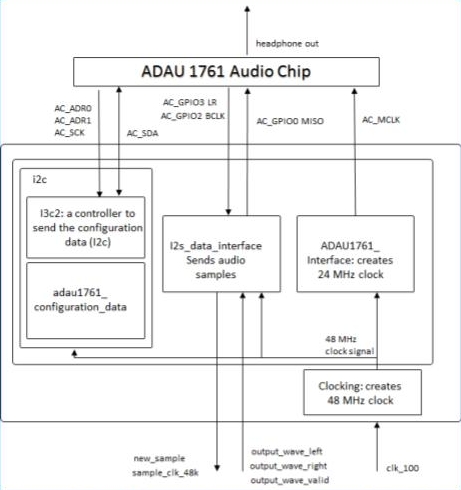 headphone out
ADAU 1761 Audio Chip
AC_ADR0
AC_ADR1
AC_SCK
AC_SDA
AC_GPIO3 LR
AC_GPIO2 BCLK
AC_GPIO0 MISO
AC_MCLK
i2c
I3c2: a controller to
send the configuration
data (I2c)
adau1761_
configuration_data
I2s_data_interface
Sends audio
samples
ADAU1761_
Interface: creates
24 MHz clock
48 MHz
clock signal
Clocking: creates
48 MHz clock
new_sample
sample_clk_48k
output_wave_left
output_wave_right
output_wave_valid
clk_100